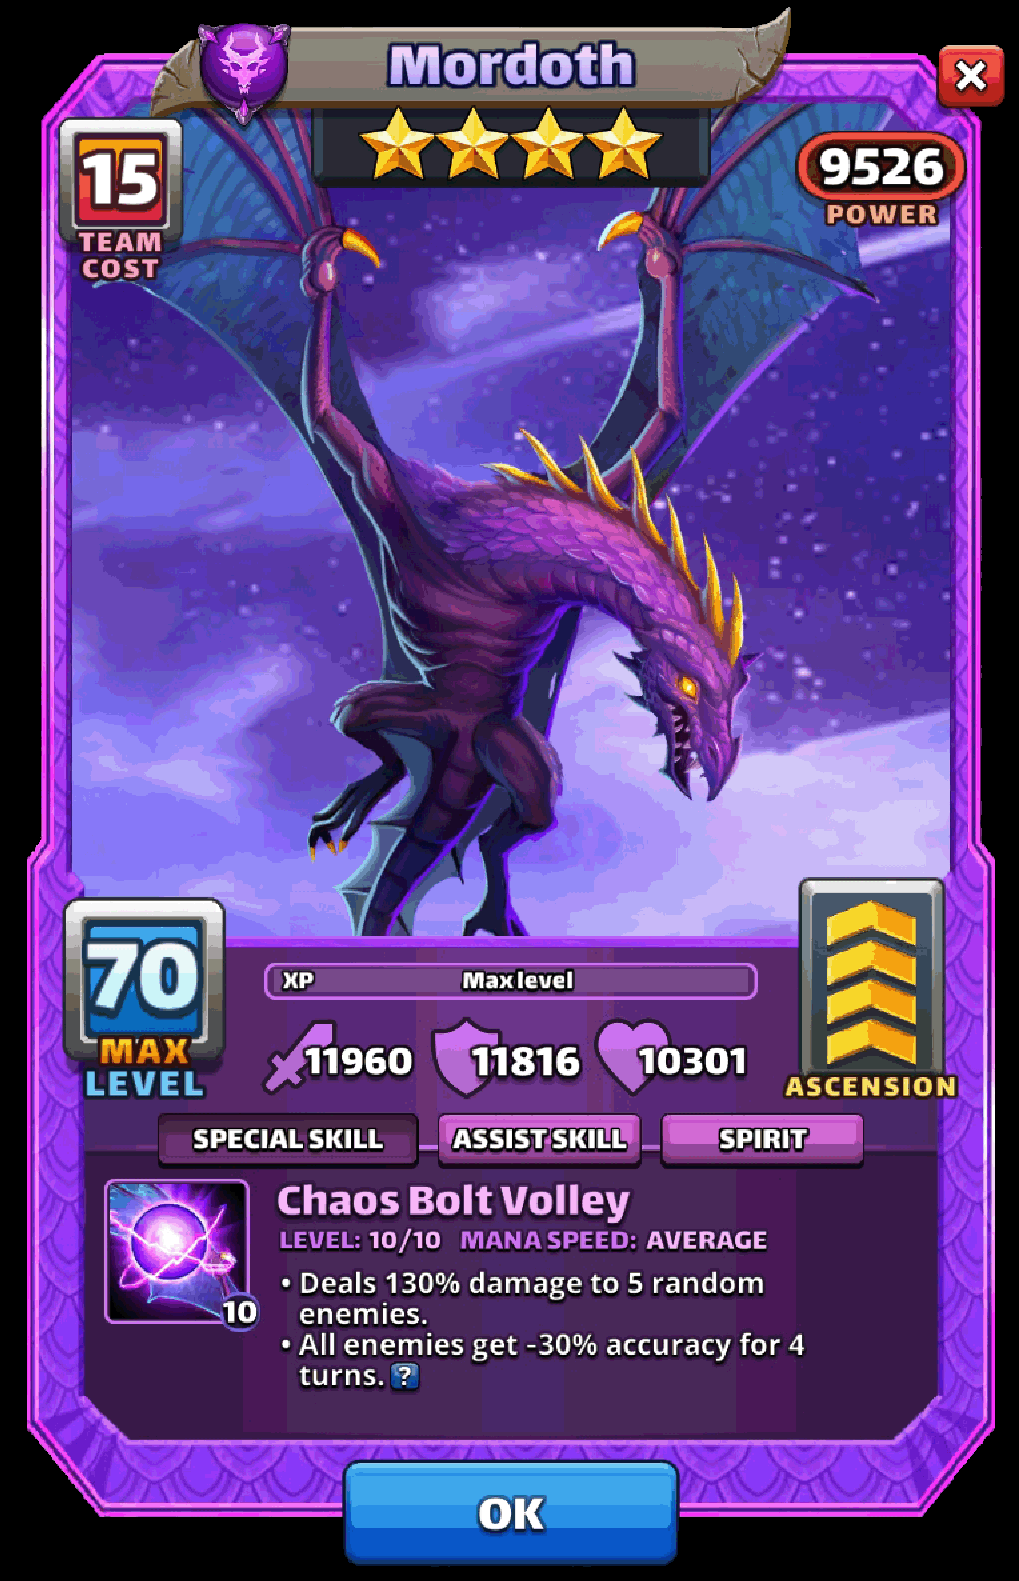 Mordoth
15
TEAM
COST
9526
POWER
70
MAX
LEVEL
XP Max level
11960 11816 10301
ASCENSION
SPECIAL SKILL ASSIST SKILL SPIRIT
Chaos Bolt Volley
LEVEL: 10/10 MANA SPEED: AVERAGE
10
• Deals 130% damage to 5 random
enemies.
• All enemies get -30% accuracy for 4
turns. ?
OK